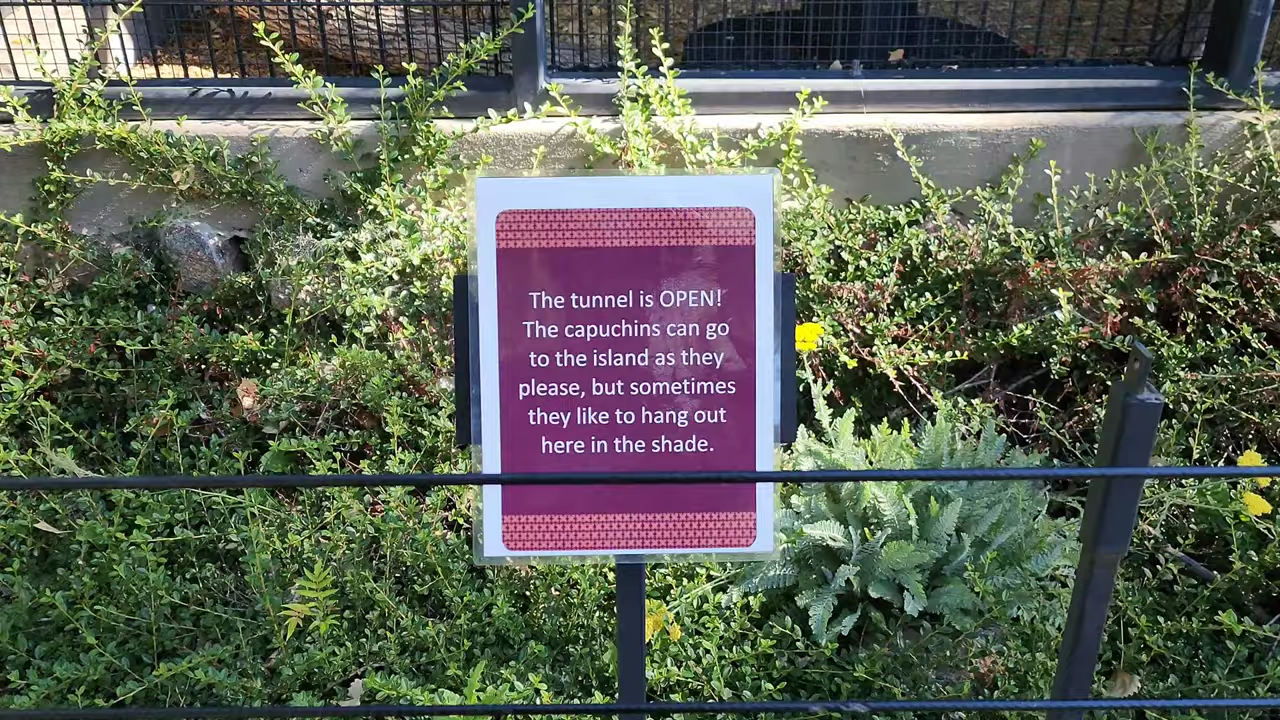 The tunnel is OPEN!
The capuchins can go
to the island as they
please, but sometimes
they like to hang out
here in the shade.